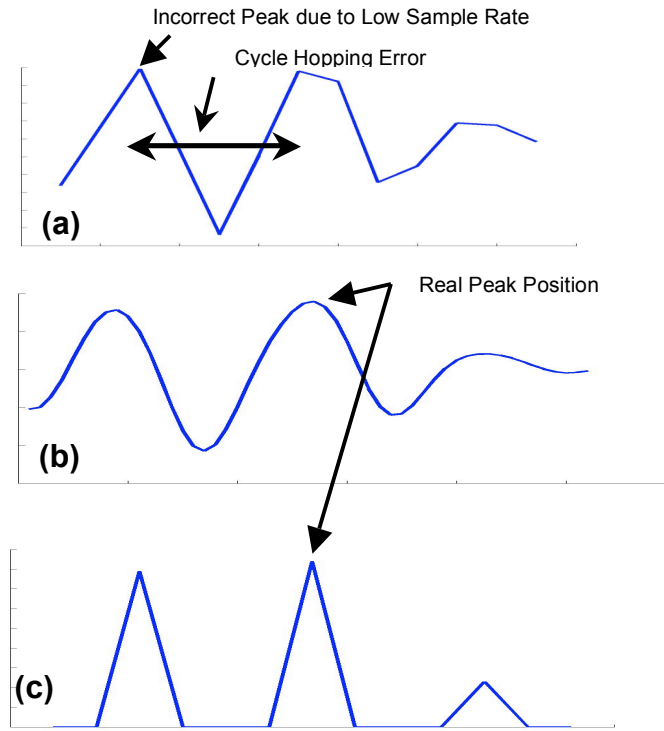 Incorrect Peak due to Low Sample Rate
Cycle Hopping Error
(a)
Real Peak Position
(b)
(c)